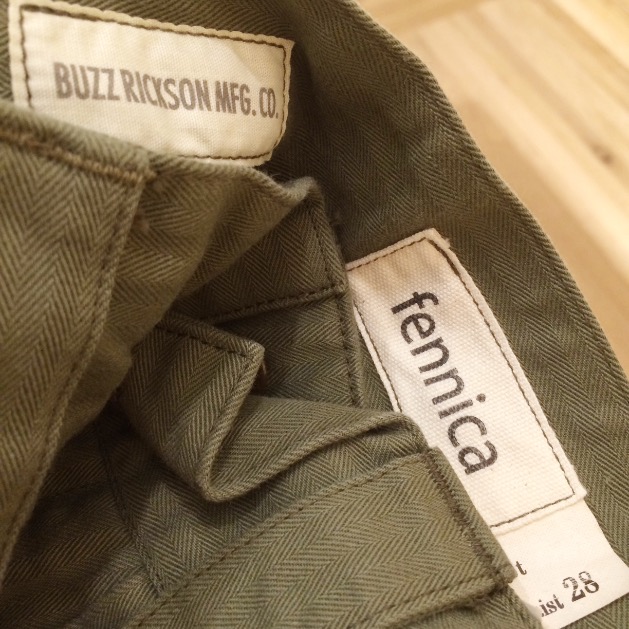 BUZZ RICKSON MFG. CO.
fennica
28